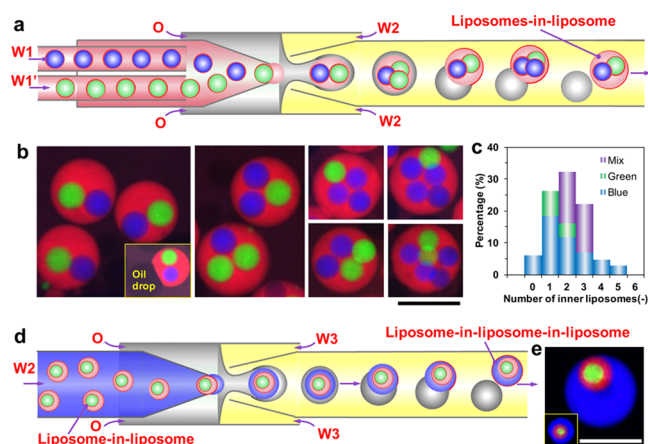 a
O
W2
Liposomes-in-liposome
W1
W1'
O
W2
b
Oil
drop
c
Percentage (%)
40
30
20
10
0
Mix
Green
Blue
0 1 2 3 4 5 6
Number of inner liposomes(-)
d
O
W3
Liposome-in-liposome-in-liposome
W2
e
Liposome-in-liposome
O
W3